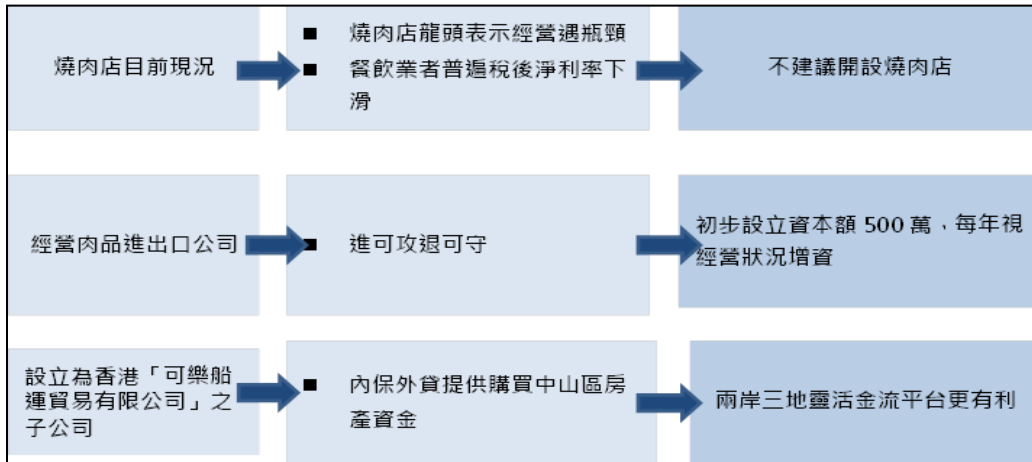 燒肉店目前現況
■ 燒肉店龍頭表示經營遇瓶頸
■ 餐飲業者普遍稅後淨利率下
滑
不建議開設燒肉店
經營肉品進出口公司
■ 進可攻退可守
初步設立資本額 500 萬，每年視
經營狀況增資
設立為香港「可樂船
運貿易有限公司」之
子公司
■ 內保外貸提供購買中山區房
產資金
兩岸三地靈活金流平台更有利